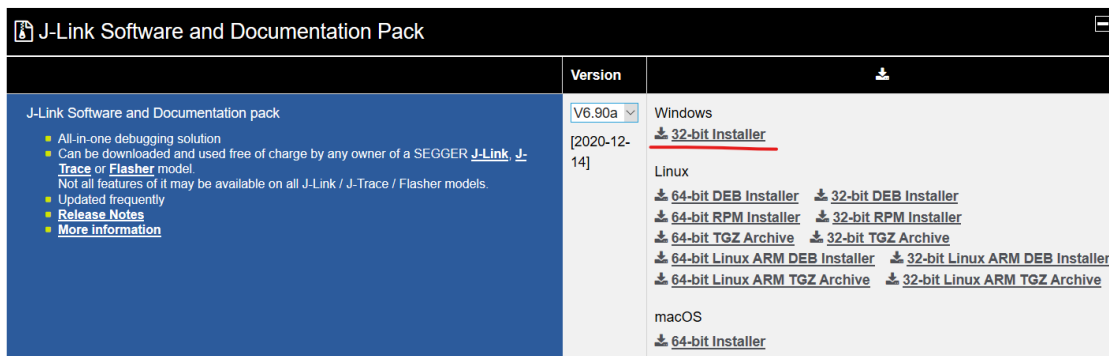 J-Link Software and Documentation Pack
Version
J-Link Software and Documentation pack
All-in-one debugging solution
Can be downloaded and used free of charge by any owner of a SEGGER J-Link, J-
Trace or Flasher model.
Not all features of it may be available on all J-Link / J-Trace / Flasher models.
Updated frequently
Release Notes
More information
V6.90a
[2020-12-
14]
Windows
32-bit Installer
Linux
64-bit DEB Installer 32-bit DEB Installer
64-bit RPM Installer 32-bit RPM Installer
64-bit TGZ Archive 32-bit TGZ Archive
64-bit Linux ARM DEB Installer 32-bit Linux ARM DEB Installer
64-bit Linux ARM TGZ Archive 32-bit Linux ARM TGZ Archive
macOS
64-bit Installer